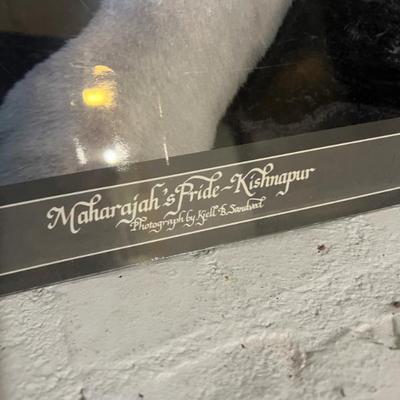 Maharajah's Pride ~ Kishnapur
Photograph by Kjell B. Sandved